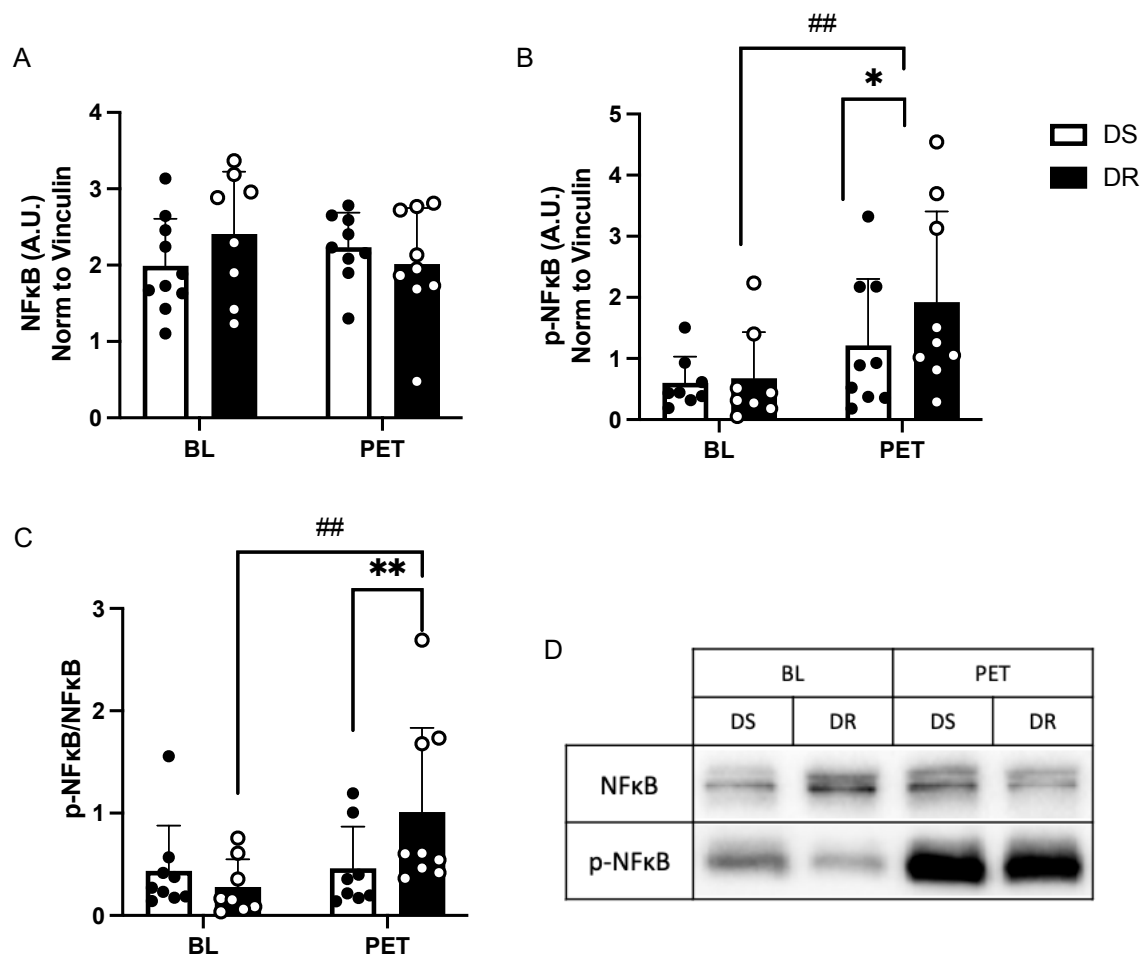 A
NFκB (A.U.)
Norm to Vinculin
4
3
2
1
0
BL
PET
B
##
*
p-NFκB (A.U.)
Norm to Vinculin
5
4
3
2
1
0
BL
PET
DS
DR
C
##
**
p-NFκB/NFκB
3
2
1
0
BL
PET
D
BL PET
DS DR DS DR
NFκB
p-NFκB